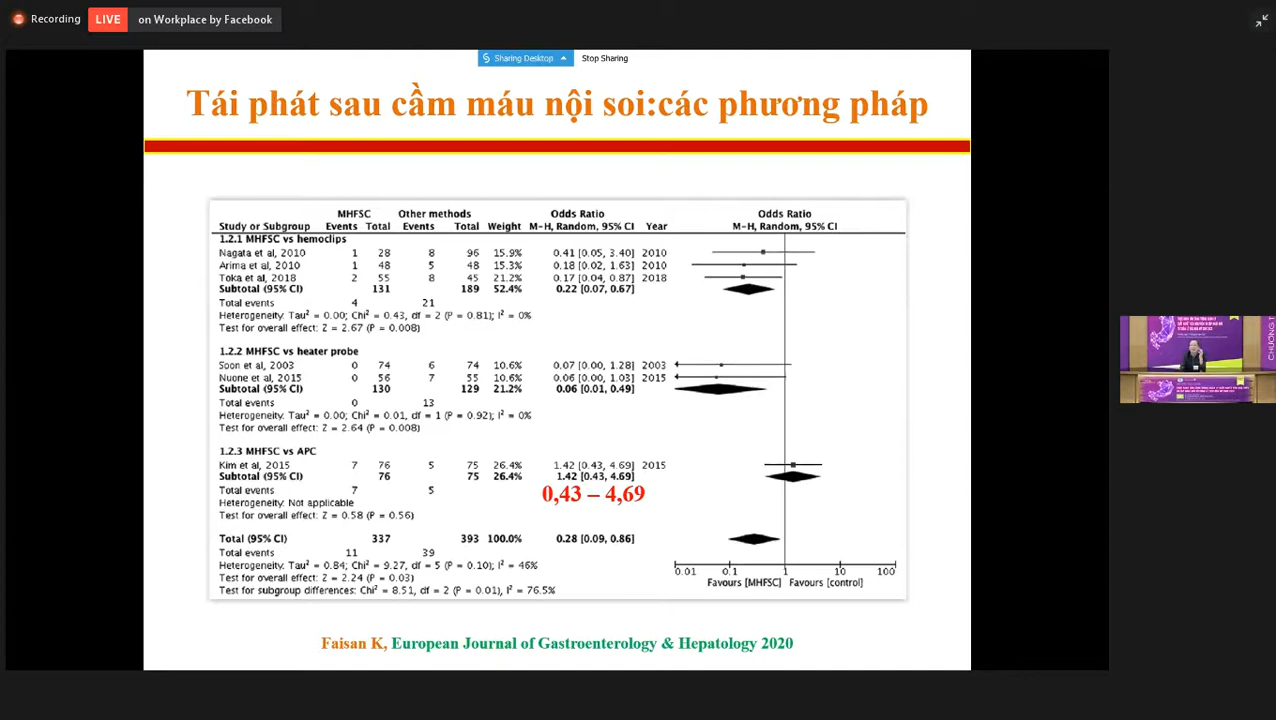 Recording
LIVE on Workplace by Facebook
Sharing Desktop Stop Sharing
Tái phát sau cầm máu nội soi:các phương pháp
MHFSC Other methods Odds Ratio Odds Ratio
Study or Subgroup Events Total Events Total Weight M-H, Random, 95% CI Year M-H, Random, 95% CI
1.2.1 MHFSC vs hemoclips
Nagata et al, 2010 1 28 8 96 15.9% 0.41 [0.05, 3.40] 2010
Arima et al, 2010 1 48 5 48 15.3% 0.18 [0.02, 1.63] 2010
Toka et al, 2018 2 55 8 45 21.2% 0.17 [0.04, 0.87] 2018
Subtotal (95% CI) 131 189 52.4% 0.22 [0.07, 0.67]
Total events 4 21
Heterogeneity: Tau² = 0.00; Chi² = 0.43, df = 2 (P = 0.81); I² = 0%
Test for overall effect: Z = 2.67 (P = 0.008)
1.2.2 MHFSC vs heater probe
Soon et al, 2003 0 74 6 74 10.6% 0.07 [0.00, 1.28] 2003
Nuone et al, 2015 0 56 7 55 10.6% 0.06 [0.00, 1.03] 2015
Subtotal (95% CI) 130 129 21.2% 0.06 [0.01, 0.49]
Total events 0 13
Heterogeneity: Tau² = 0.00; Chi² = 0.01, df = 1 (P = 0.92); I² = 0%
Test for overall effect: Z = 2.64 (P = 0.008)
1.2.3 MHFSC vs APC
Kim et al, 2015 7 76 5 75 26.4% 1.42 [0.43, 4.69] 2015
Subtotal (95% CI) 76 75 26.4% 1.42 [0.43, 4.69]
Total events 7 5
0,43 – 4,69
Heterogeneity: Not applicable
Test for overall effect: Z = 0.58 (P = 0.56)
Total (95% CI) 337 393 100.0% 0.28 [0.09, 0.86]
Total events 11 39
Heterogeneity: Tau² = 0.84; Chi² = 9.27, df = 5 (P = 0.10); I² = 46%
Test for overall effect: Z = 2.24 (P = 0.03)
Test for subgroup differences: Chi² = 8.51, df = 2 (P = 0.01), I² = 76.5%
0.01 0.1 1 10 100
Favours [MHFSC] Favours [control]
Faisan K, European Journal of Gastroenterology & Hepatology 2020
CHƯƠNG T